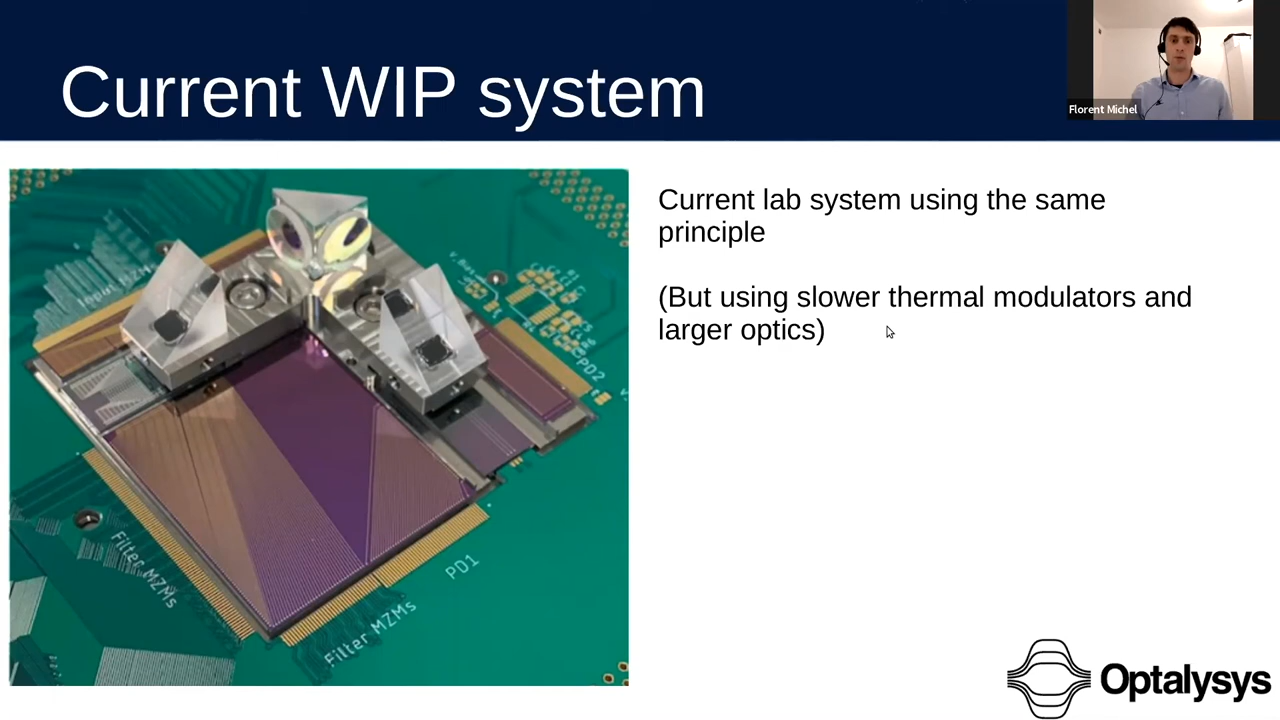 Current WIP system
Florent Michel
Current lab system using the same
principle
(But using slower thermal modulators and
larger optics)
Input MZMs
PD2
Filter MZMs
PD1
Filter MZMs
Optalysys